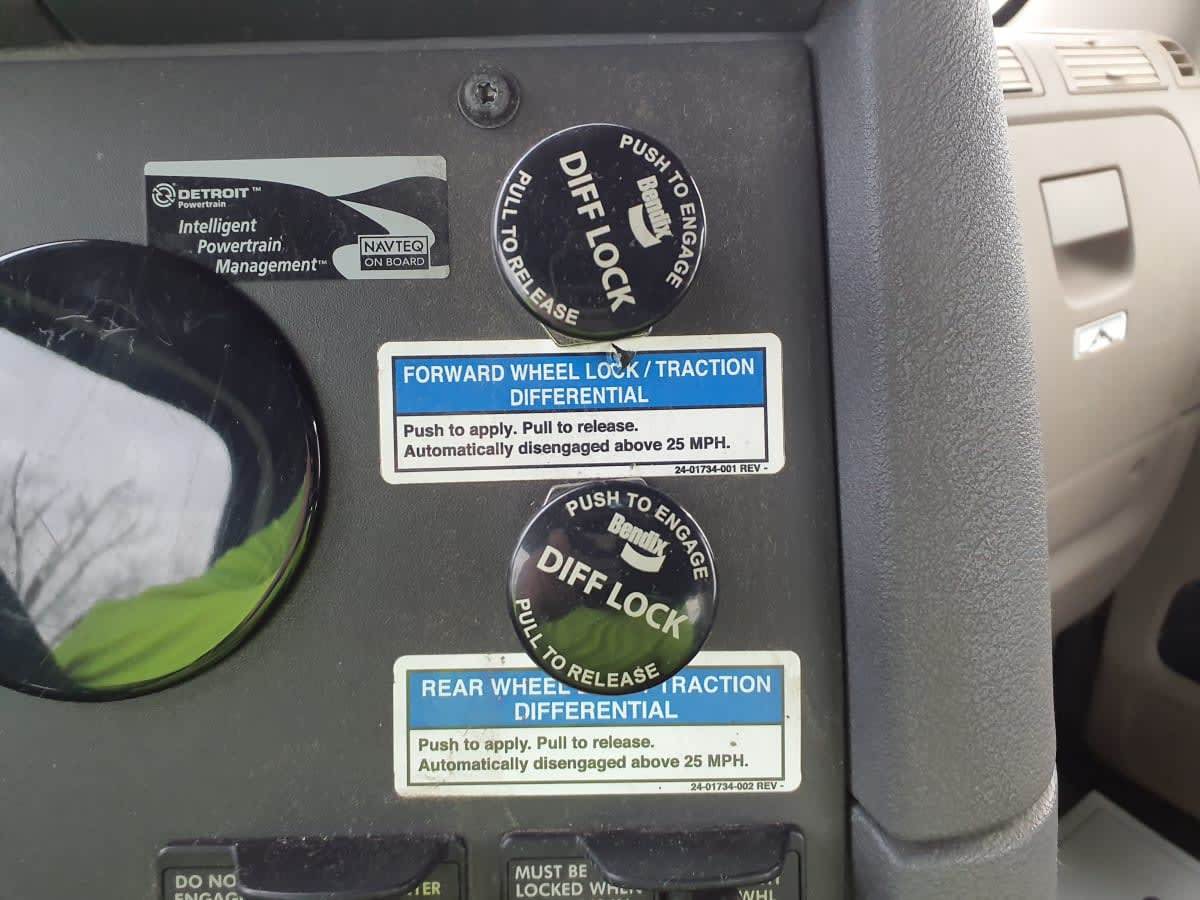 DETROIT™
Powertrain
Intelligent
Powertrain
Management™
NAVTEQ
ON BOARD
PUSH TO ENGAGE
Bendix
DIFF LOCK
PULL TO RELEASE
FORWARD WHEEL LOCK / TRACTION
DIFFERENTIAL
Push to apply. Pull to release.
Automatically disengaged above 25 MPH.
24-01734-001 REV -
PUSH TO ENGAGE
Bendix
DIFF LOCK
PULL TO RELEASE
REAR WHEEL TRACTION
DIFFERENTIAL
Push to apply. Pull to release.
Automatically disengaged above 25 MPH.
24-01734-002 REV -
DO
MUST BE
LOCKED
WHL